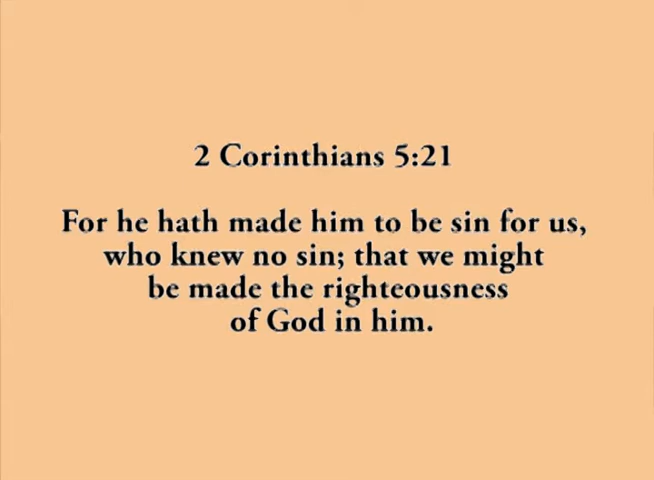 2 Corinthians 5:21
For he hath made him to be sin for us,
who knew no sin; that we might
be made the righteousness
of God in him.